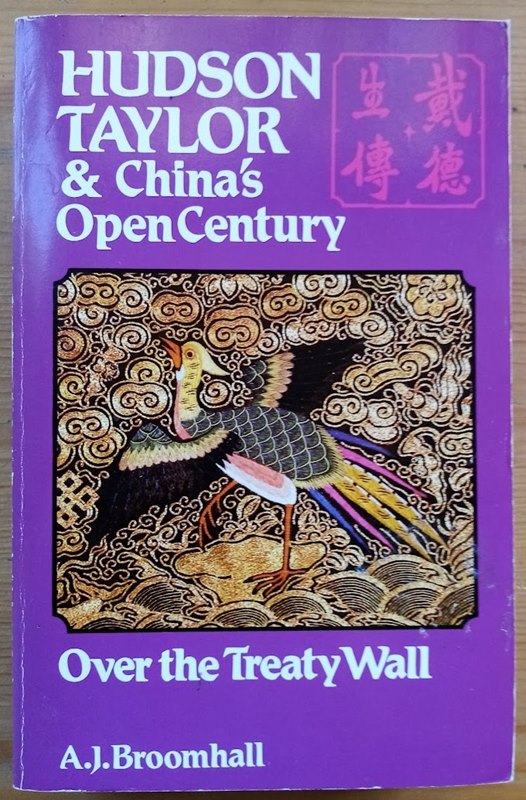 HUDSON
TAYLOR
& China's
Open Century
戴德
生傳
Over the Treaty Wall
A.J. Broomhall